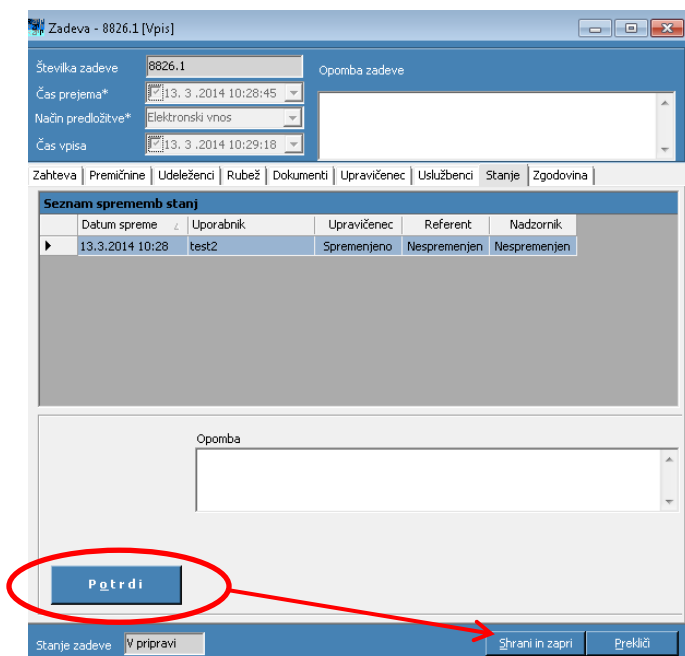 Zadeva - 8826.1 [Vpis]
Številka zadeve 8826.1 Opomba zadeve
Čas prejema* 13. 3 .2014 10:28:45
Način predložitve* Elektronski vnos
Čas vpisa 13. 3 .2014 10:29:18
Zahteva Premičnine Udeleženci Rubež Dokumenti Upravičenec Uslužbenci Stanje Zgodovina
Seznam sprememb stanj
Datum spreme Uporabnik Upravičenec Referent Nadzornik
13.3.2014 10:28 test2 Spremenjeno Nespremenjen Nespremenjen
Opomba
Potrdi
Stanje zadeve V pripravi Shrani in zapri Prekliči